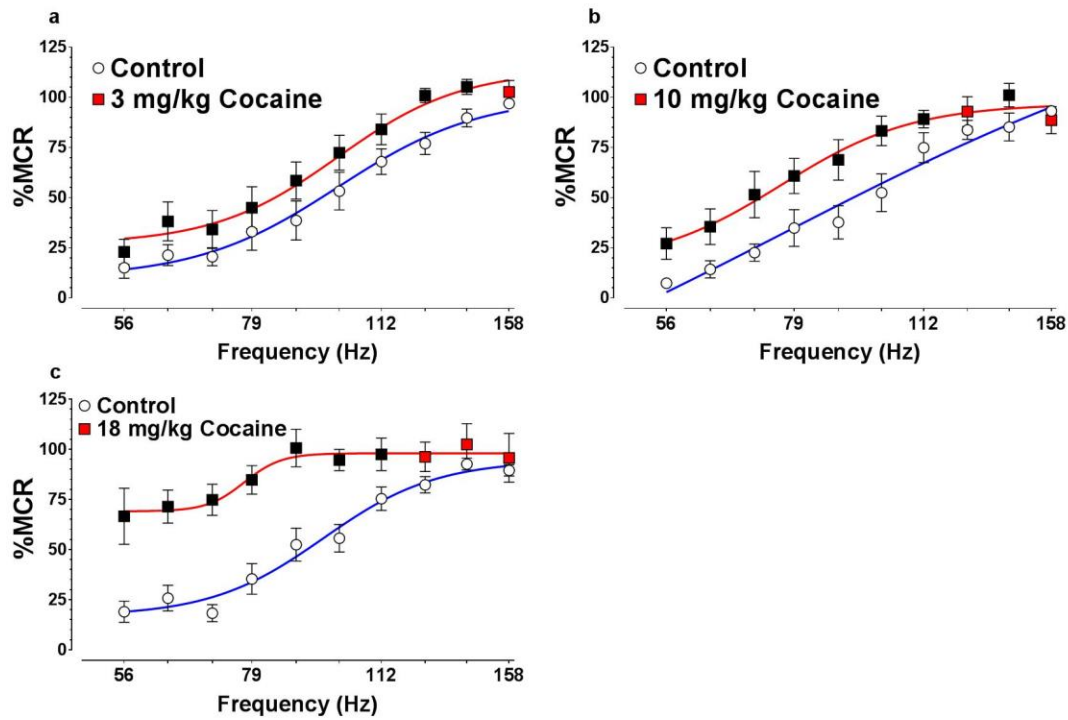 a
125
100
75
50
25
0
%MCR
Control
3 mg/kg Cocaine
56 79 112 158
Frequency (Hz)
b
125
100
75
50
25
0
%MCR
Control
10 mg/kg Cocaine
56 79 112 158
Frequency (Hz)
c
125
100
75
50
25
0
%MCR
Control
18 mg/kg Cocaine
56 79 112 158
Frequency (Hz)